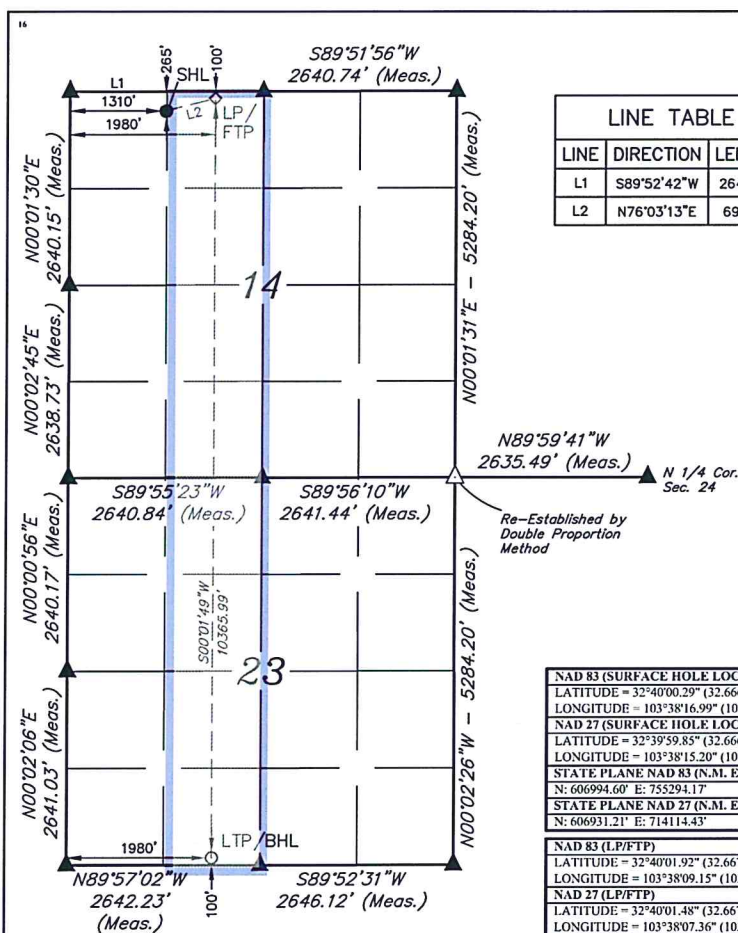 16
S89°51'56"W
2640.74' (Meas.)
265'
100'
L1
SHL
1310'
L2
LP/
FTP
1980'
N00°01'30"E
2640.15' (Meas.)
N00°01'31"E - 5284.20' (Meas.)
14
N00°02'45"E
2638.73' (Meas.)
N89°59'41"W
2635.49' (Meas.)
N 1/4 Cor.
Sec. 24
S89°55'23"W
2640.84' (Meas.)
S89°56'10"W
2641.44' (Meas.)
Re-Established by
Double Proportion
Method
N00°00'56"E
2640.17' (Meas.)
S00°01'49"W
10365.99'
23
N00°02'06"E
2641.03' (Meas.)
N00°02'26"W - 5284.20' (Meas.)
1980'
LTP/BHL
100'
N89°57'02"W
2642.23'
(Meas.)
S89°52'31"W
2646.12' (Meas.)
LINE TABLE
LINE DIRECTION LE
L1 S89°52'42"W 264
L2 N76°03'13"E 69
NAD 83 (SURFACE HOLE LOC
LATITUDE = 32°40'00.29" (32.66
LONGITUDE = 103°38'16.99" (10
NAD 27 (SURFACE HOLE LOC
LATITUDE = 32°39'59.85" (32.66
LONGITUDE = 103°38'15.20" (10
STATE PLANE NAD 83 (N.M. E
N: 606994.60' E: 755294.17'
STATE PLANE NAD 27 (N.M. E
N: 606931.21' E: 714114.43'
NAD 83 (LP/FTP)
LATITUDE = 32°40'01.92" (32.66
LONGITUDE = 103°38'09.15" (10
NAD 27 (LP/FTP)
LATITUDE = 32°40'01.48" (32.66
LONGITUDE = 103°38'07.36" (10